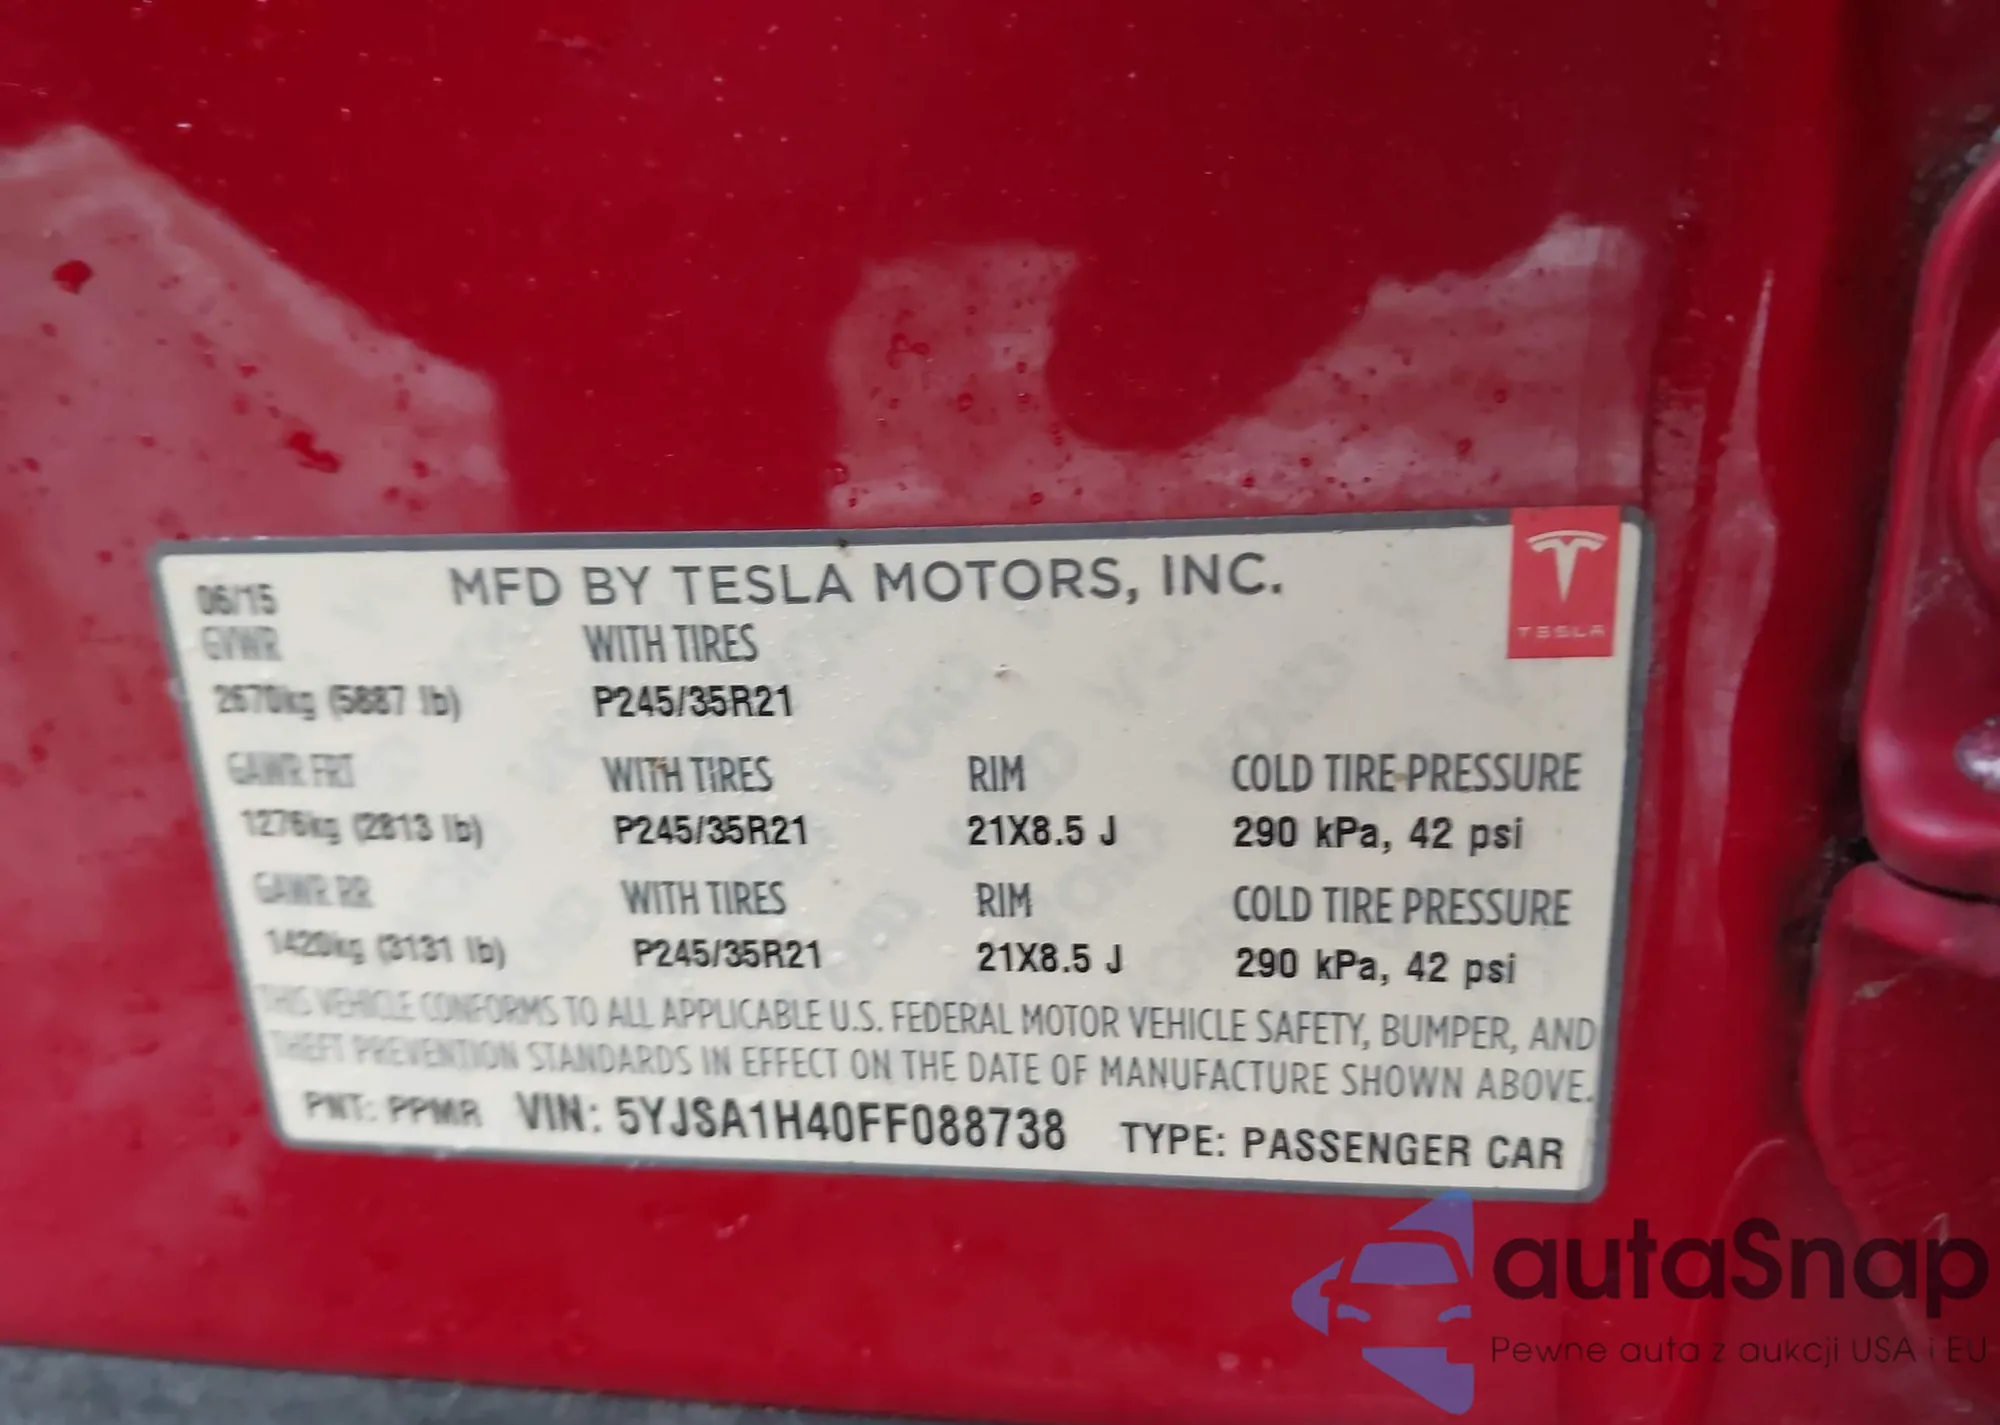 06/15
MFD BY TESLA MOTORS, INC.
TESLA
GVWR WITH TIRES
2670kg (5887 lb) P245/35R21
GAWR FRT WITH TIRES RIM COLD TIRE PRESSURE
1276kg (2813 lb) P245/35R21 21X8.5 J 290 kPa, 42 psi
GAWR RR WITH TIRES RIM COLD TIRE PRESSURE
1420kg (3131 lb) P245/35R21 21X8.5 J 290 kPa, 42 psi
THIS VEHICLE CONFORMS TO ALL APPLICABLE U.S. FEDERAL MOTOR VEHICLE SAFETY, BUMPER, AND
THEFT PREVENTION STANDARDS IN EFFECT ON THE DATE OF MANUFACTURE SHOWN ABOVE.
PNT: PPMR VIN: 5YJSA1H40FF088738 TYPE: PASSENGER CAR
autaSnap
Pewne auta z aukcji USA i EU